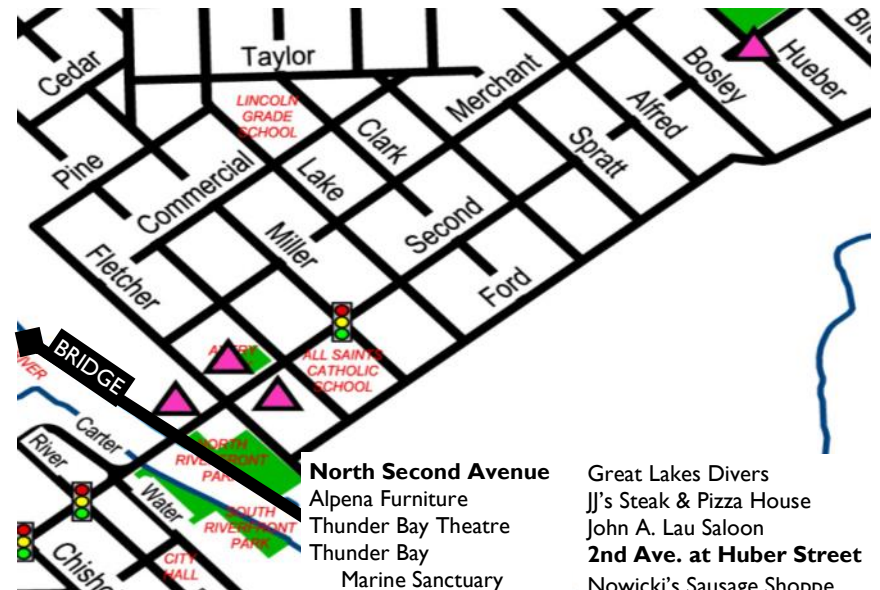 Cedar
Taylor
Bosley
Hueber
Merchant
LINCOLN
GRADE
SCHOOL
Clark
Alfred
Pine
Commercial
Lake
Spratt
Fletcher
Miller
Second
Ford
BRIDGE
ALL SAINTS
CATHOLIC
SCHOOL
Carter
River
NORTH
RIVERFRONT
PARK
Water
SOUTH
RIVERFRONT
PARK
CITY
HALL
North Second Avenue
Alpena Furniture
Thunder Bay Theatre
Thunder Bay
Marine Sanctuary
Great Lakes Divers
JJ's Steak & Pizza House
John A. Lau Saloon
2nd Ave. at Huber Street
Nowicki's Sausage Shoppe